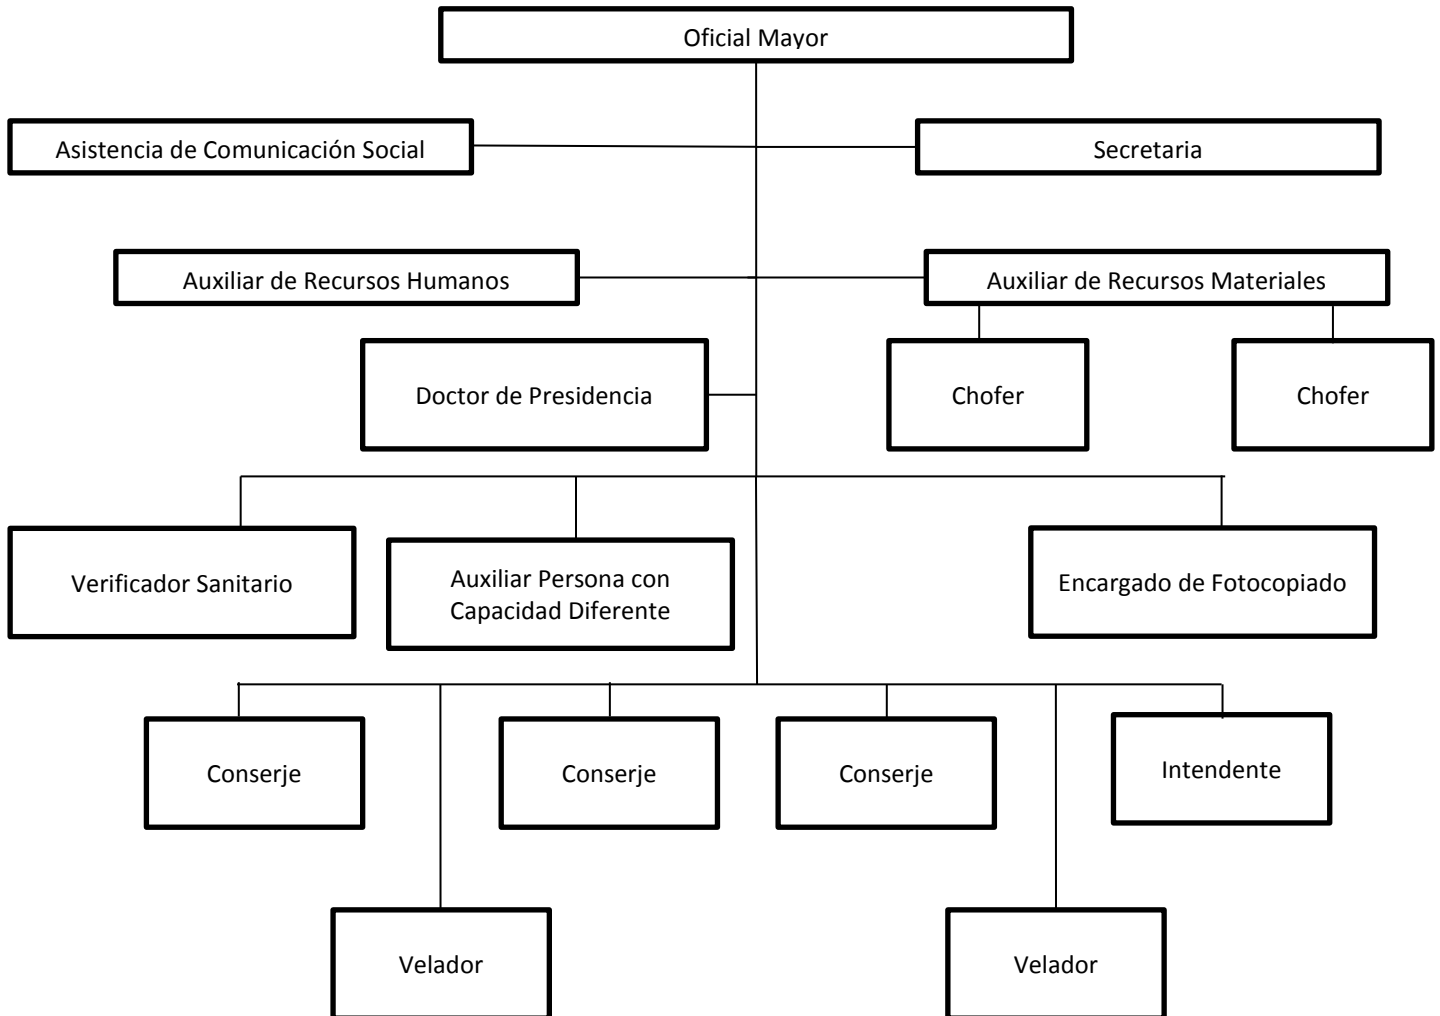 Oficial Mayor
Asistencia de Comunicación Social
Secretaria
Auxiliar de Recursos Humanos
Auxiliar de Recursos Materiales
Doctor de Presidencia
Chofer
Chofer
Verificador Sanitario
Auxiliar Persona con
Capacidad Diferente
Encargado de Fotocopiado
Conserje
Conserje
Conserje
Intendente
Velador
Velador